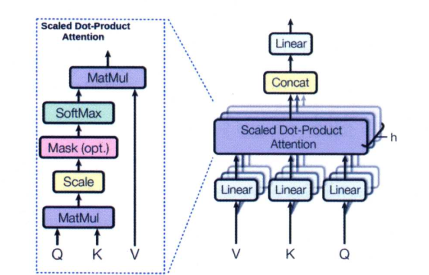 Scaled Dot-Product
Attention
MatMul
SoftMax
Mask (opt.)
Scale
MatMul
Q K V
Linear
Concat
Scaled Dot-Product
Attention
h
Linear Linear Linear
V K Q